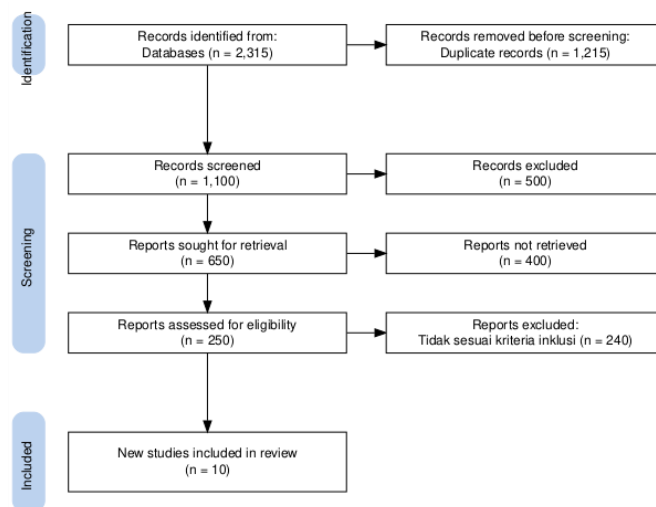 Identification
Records identified from:
Databases (n = 2,315)
Records removed before screening:
Duplicate records (n = 1,215)
Screening
Records screened
(n = 1,100)
Records excluded
(n = 500)
Reports sought for retrieval
(n = 650)
Reports not retrieved
(n = 400)
Reports assessed for eligibility
(n = 250)
Reports excluded:
Tidak sesuai kriteria inklusi (n = 240)
Included
New studies included in review
(n = 10)